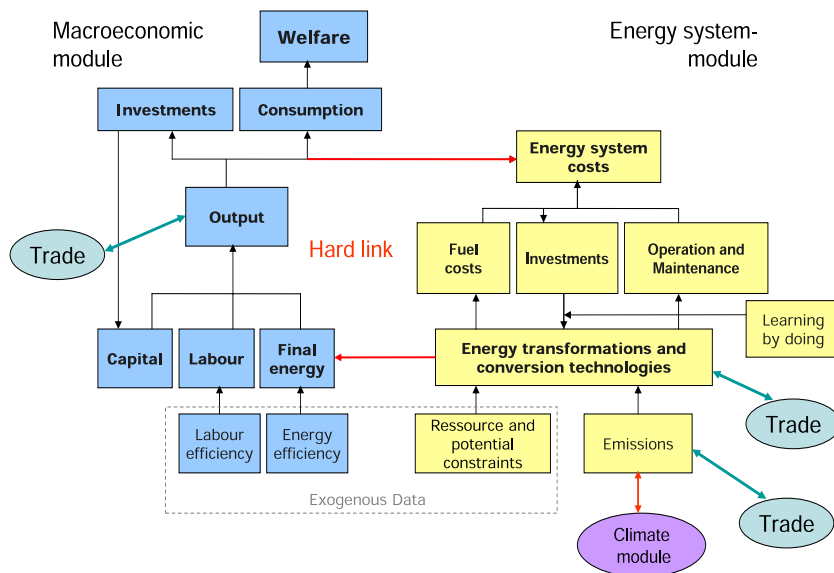 Macroeconomic
module
Welfare
Energy system-
module
Investments
Consumption
Energy system
costs
Output
Trade
Hard link
Fuel
costs
Investments
Operation and
Maintenance
Learning
by doing
Capital
Labour
Final
energy
Energy transformations and
conversion technologies
Trade
Labour
efficiency
Energy
efficiency
Ressource and
potential
constraints
Emissions
Exogenous Data
Trade
Climate
module